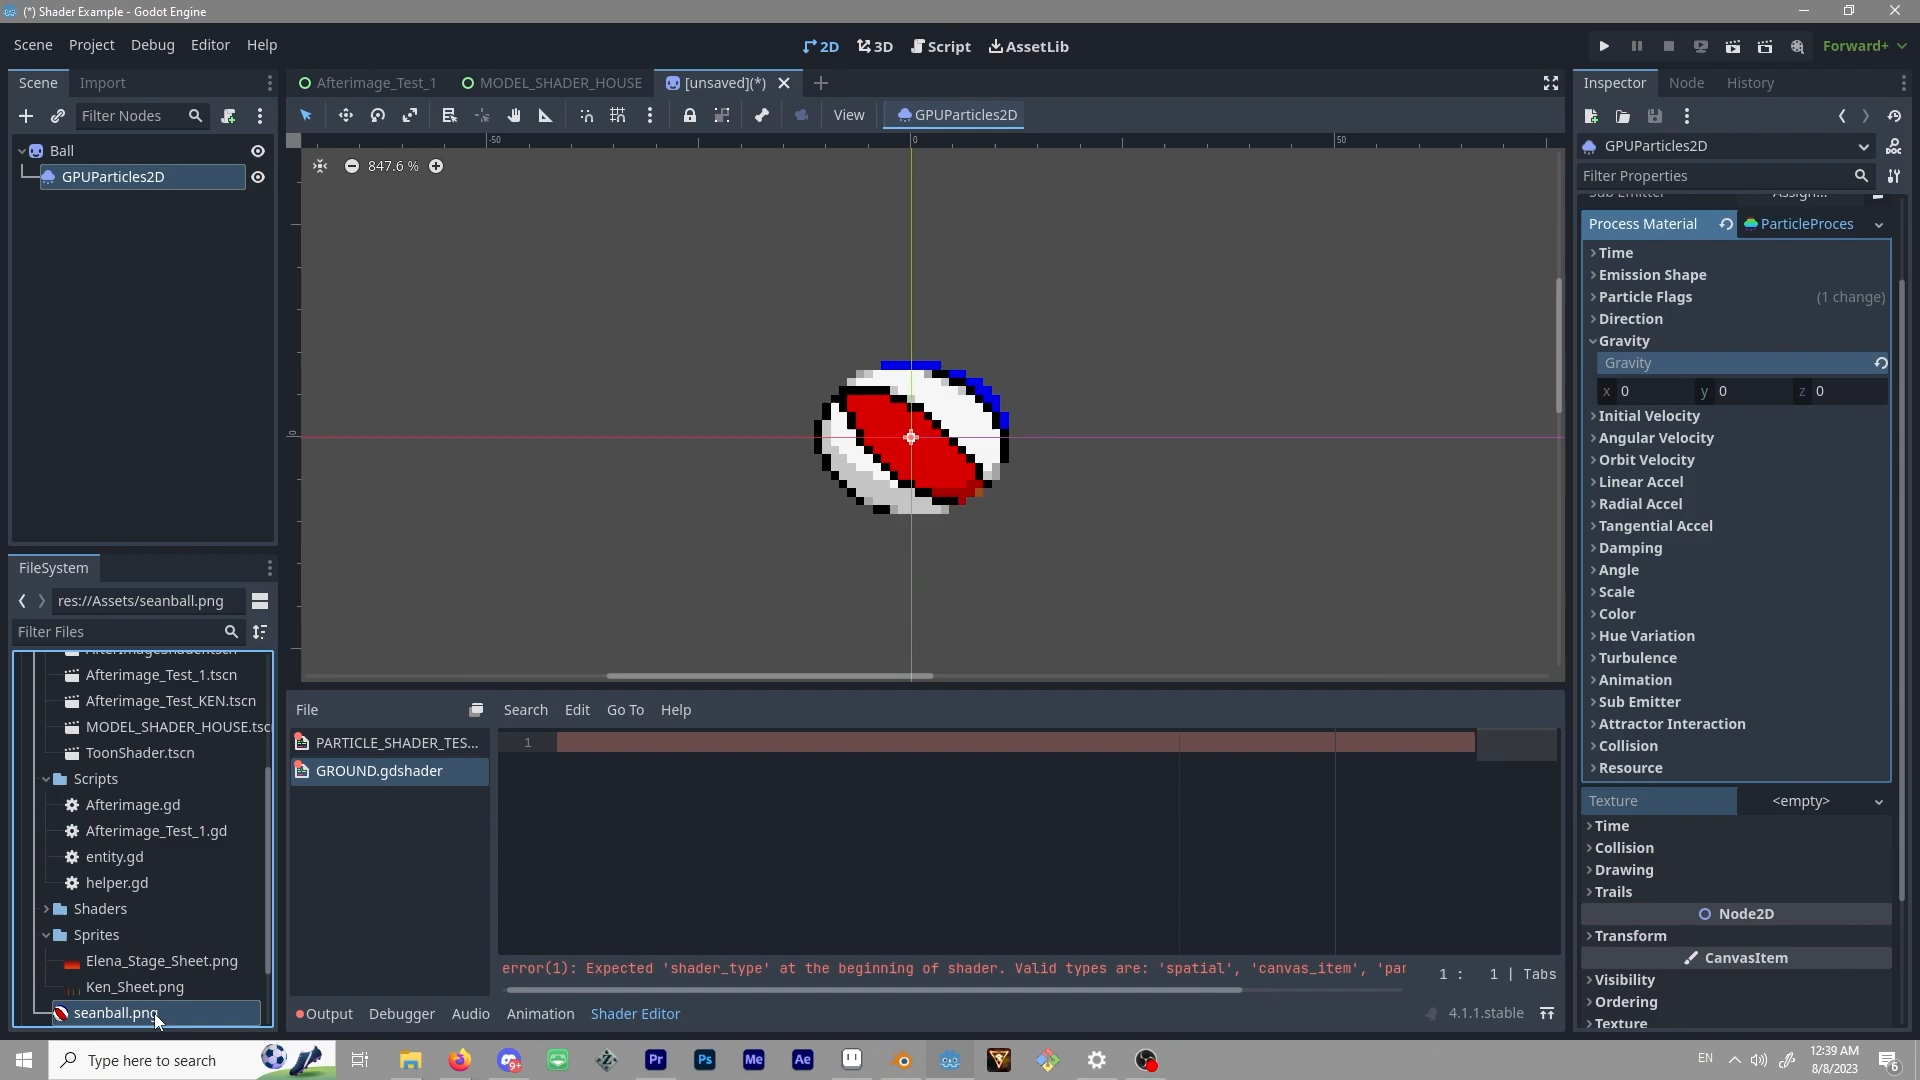 (*) Shader Example - Godot Engine
Scene Project Debug Editor Help
2D 3D Script AssetLib
Forward+
Scene Import
Filter Nodes
Ball
GPUParticles2D
Afterimage_Test_1 MODEL_SHADER_HOUSE [unsaved](*)
View GPUParticles2D
-50 0 50
847.6 %
0
FileSystem
res://Assets/seanball.png
Filter Files
Afterimage_Test_1.tscn
Afterimage_Test_KEN.tscn
MODEL_SHADER_HOUSE.tsc
ToonShader.tscn
Scripts
Afterimage.gd
Afterimage_Test_1.gd
entity.gd
helper.gd
Shaders
Sprites
Elena_Stage_Sheet.png
Ken_Sheet.png
seanball.png
File Search Edit Go To Help
PARTICLE_SHADER_TES...
GROUND.gdshader
1
error(1): Expected 'shader_type' at the beginning of shader. Valid types are: 'spatial', 'canvas_item', 'par
1 : 1 | Tabs
Output Debugger Audio Animation Shader Editor
4.1.1.stable
Inspector Node History
GPUParticles2D
Filter Properties
Sub Emitter Assign...
Process Material ParticleProces
Time
Emission Shape
Particle Flags (1 change)
Direction
Gravity
Gravity
x 0 y 0 z 0
Initial Velocity
Angular Velocity
Orbit Velocity
Linear Accel
Radial Accel
Tangential Accel
Damping
Angle
Scale
Color
Hue Variation
Turbulence
Animation
Sub Emitter
Attractor Interaction
Collision
Resource
Texture <empty>
Time
Collision
Drawing
Trails
Node2D
Transform
CanvasItem
Visibility
Ordering
Texture
Type here to search
9+
Pr Ps Me Ae
EN
12:39 AM
8/8/2023
6